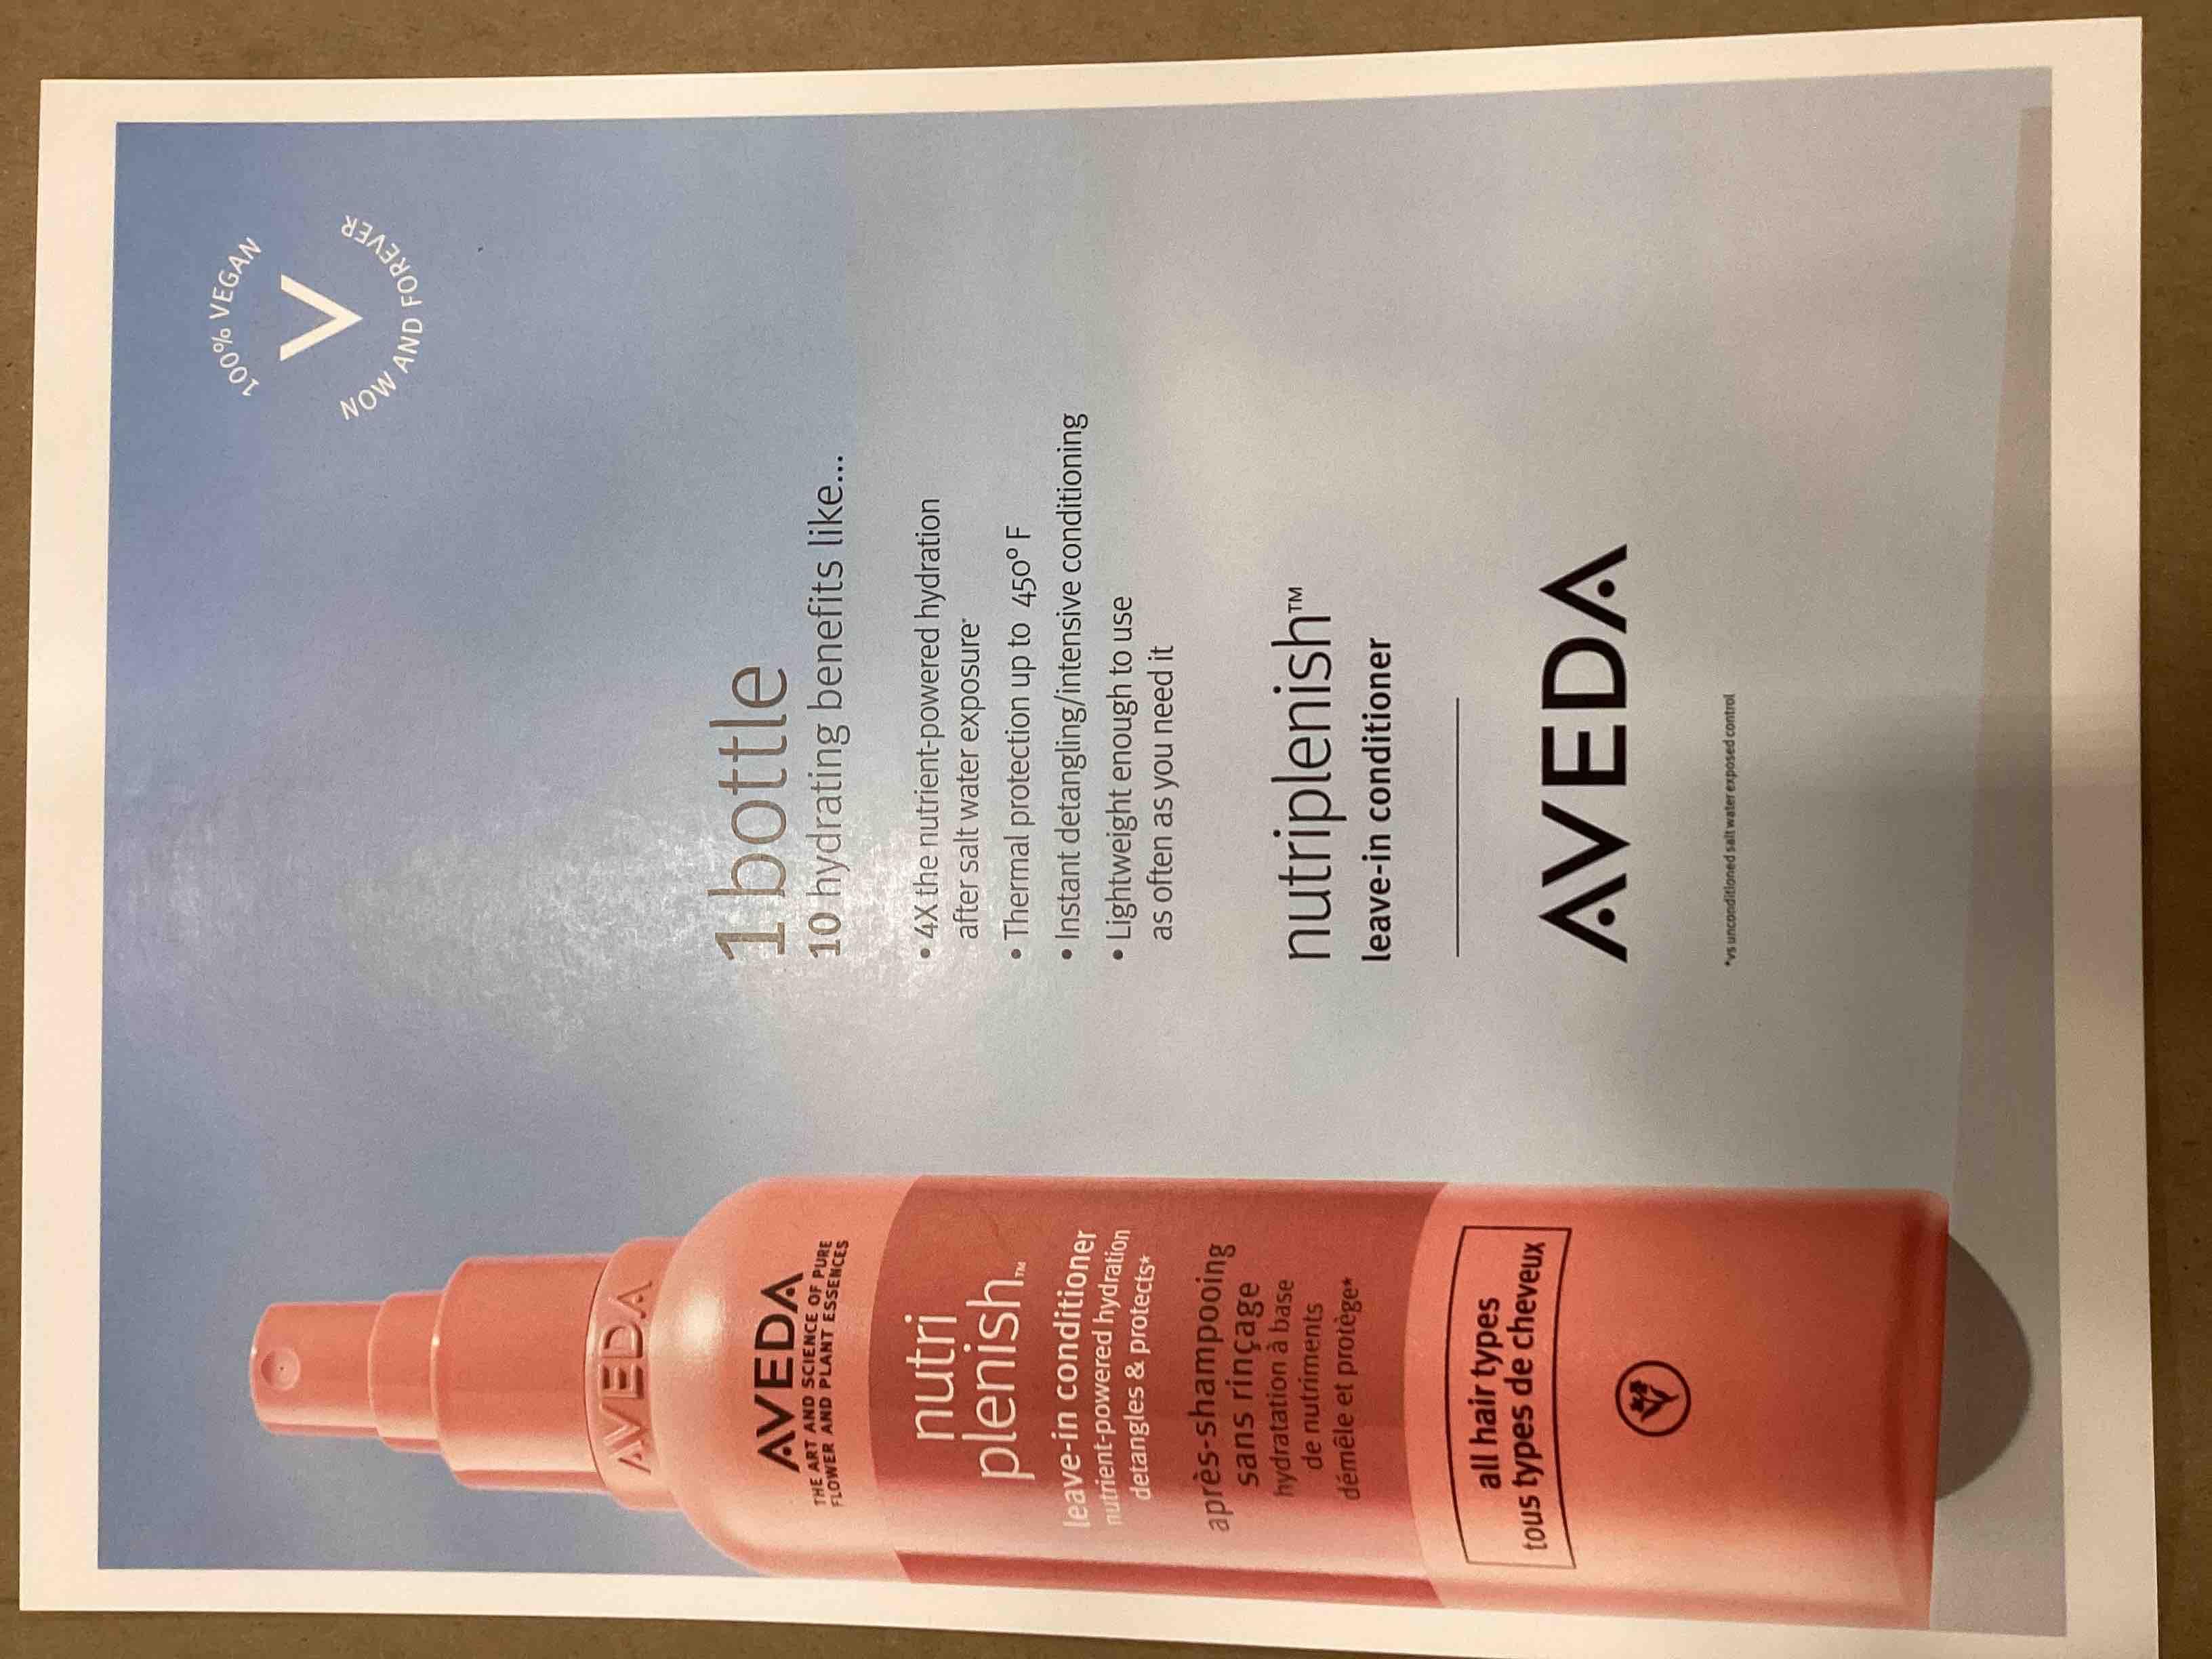 100% VEGAN
V
NOW AND FOREVER
1 bottle
10 hydrating benefits like...
• 4X the nutrient-powered hydration
after salt water exposure*
• Thermal protection up to 450° F
• Instant detangling/intensive conditioning
• Lightweight enough to use
as often as you need it
nutriplenish™
leave-in conditioner
AVEDA
*vs unconditioned salt water exposed control
AVEDA
AVEDA
THE ART AND SCIENCE OF PURE
FLOWER AND PLANT ESSENCES
nutri
plenish™
leave-in conditioner
nutrient-powered hydration
detangles & protects*
après-shampooing
sans rinçage
hydratation à base
de nutriments
démêle et protège*
all hair types
tous types de cheveux